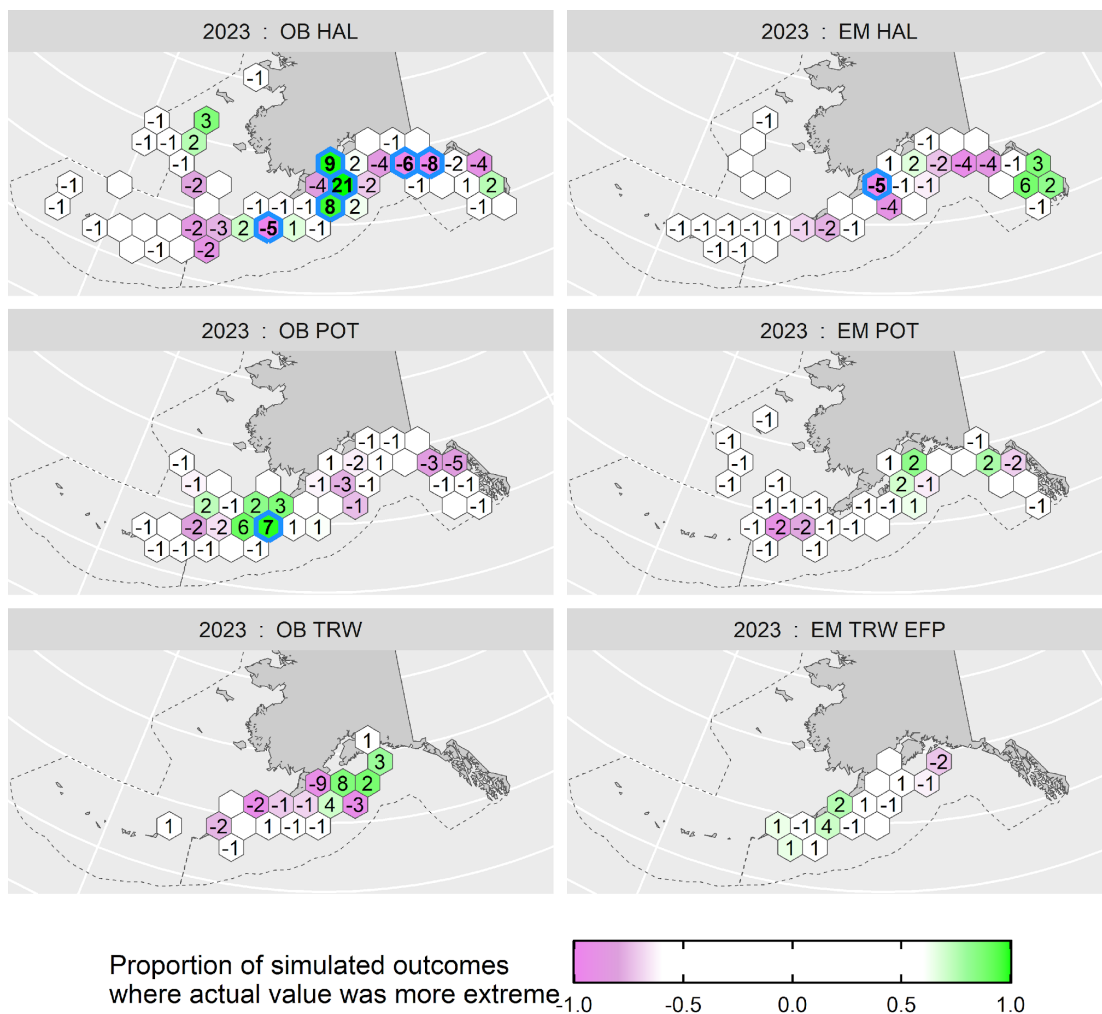 2023 : OB HAL
2023 : EM HAL
-1
-1 3
-1 -1 2
-1
-1
-2
-1
-1
9 2 -4 -6 -8 -2 -4
-4 21 -2 -1 1 2
-1 -1 -1 8 2 -1
-1 -2 -3 2 -5 1 -1
-1 -2
-1
-1
1 2 -2 -4 -4 -1 3
-5 -1 -1 6 2
-4 -1
-1 -1 -1 -1 1 -1 -2 -1
-1 -1
2023 : OB POT
2023 : EM POT
-1 -1
-1 1 -2 1 -3 -5
-1 -1 -3 -1 -1 -1
2 -1 2 3 -1 -1
-1 -2 -2 6 7 1 1
-1 -1 -1 -1
-1
-1 -1
-1 1 2 2 -2
-1 2 -1
-1 -1 -1 1 -1
-1 -2 -2 -1 -1
-1 -1
2023 : OB TRW
2023 : EM TRW EFP
1
3
-9 8 2
-2 -1 -1 4 -3
1 -2 1 -1 -1
-1
-2
1 -1
2 1 -1
1 -1 4 -1
1 1
Proportion of simulated outcomes
where actual value was more extreme
-1.0 -0.5 0.0 0.5 1.0